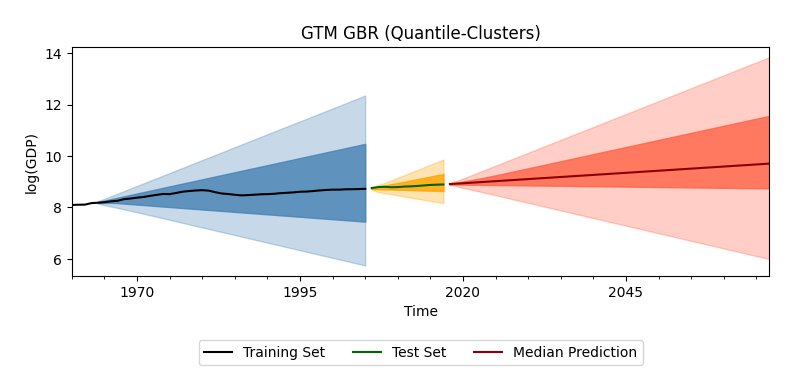 GTM GBR (Quantile-Clusters)
14
12
10
8
6
log(GDP)
1970 1995 2020 2045
Time
Training Set Test Set Median Prediction